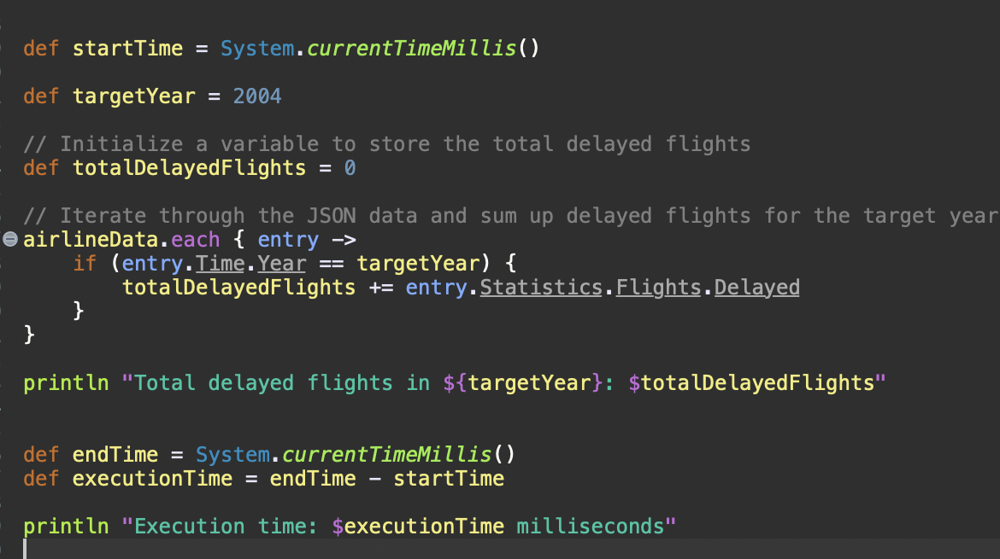 def startTime = System.currentTimeMillis()
def targetYear = 2004
// Initialize a variable to store the total delayed flights
def totalDelayedFlights = 0
// Iterate through the JSON data and sum up delayed flights for the target year
airlineData.each { entry ->
    if (entry.Time.Year == targetYear) {
        totalDelayedFlights += entry.Statistics.Flights.Delayed
    }
}
println "Total delayed flights in ${targetYear}: $totalDelayedFlights"
def endTime = System.currentTimeMillis()
def executionTime = endTime - startTime
println "Execution time: $executionTime milliseconds"